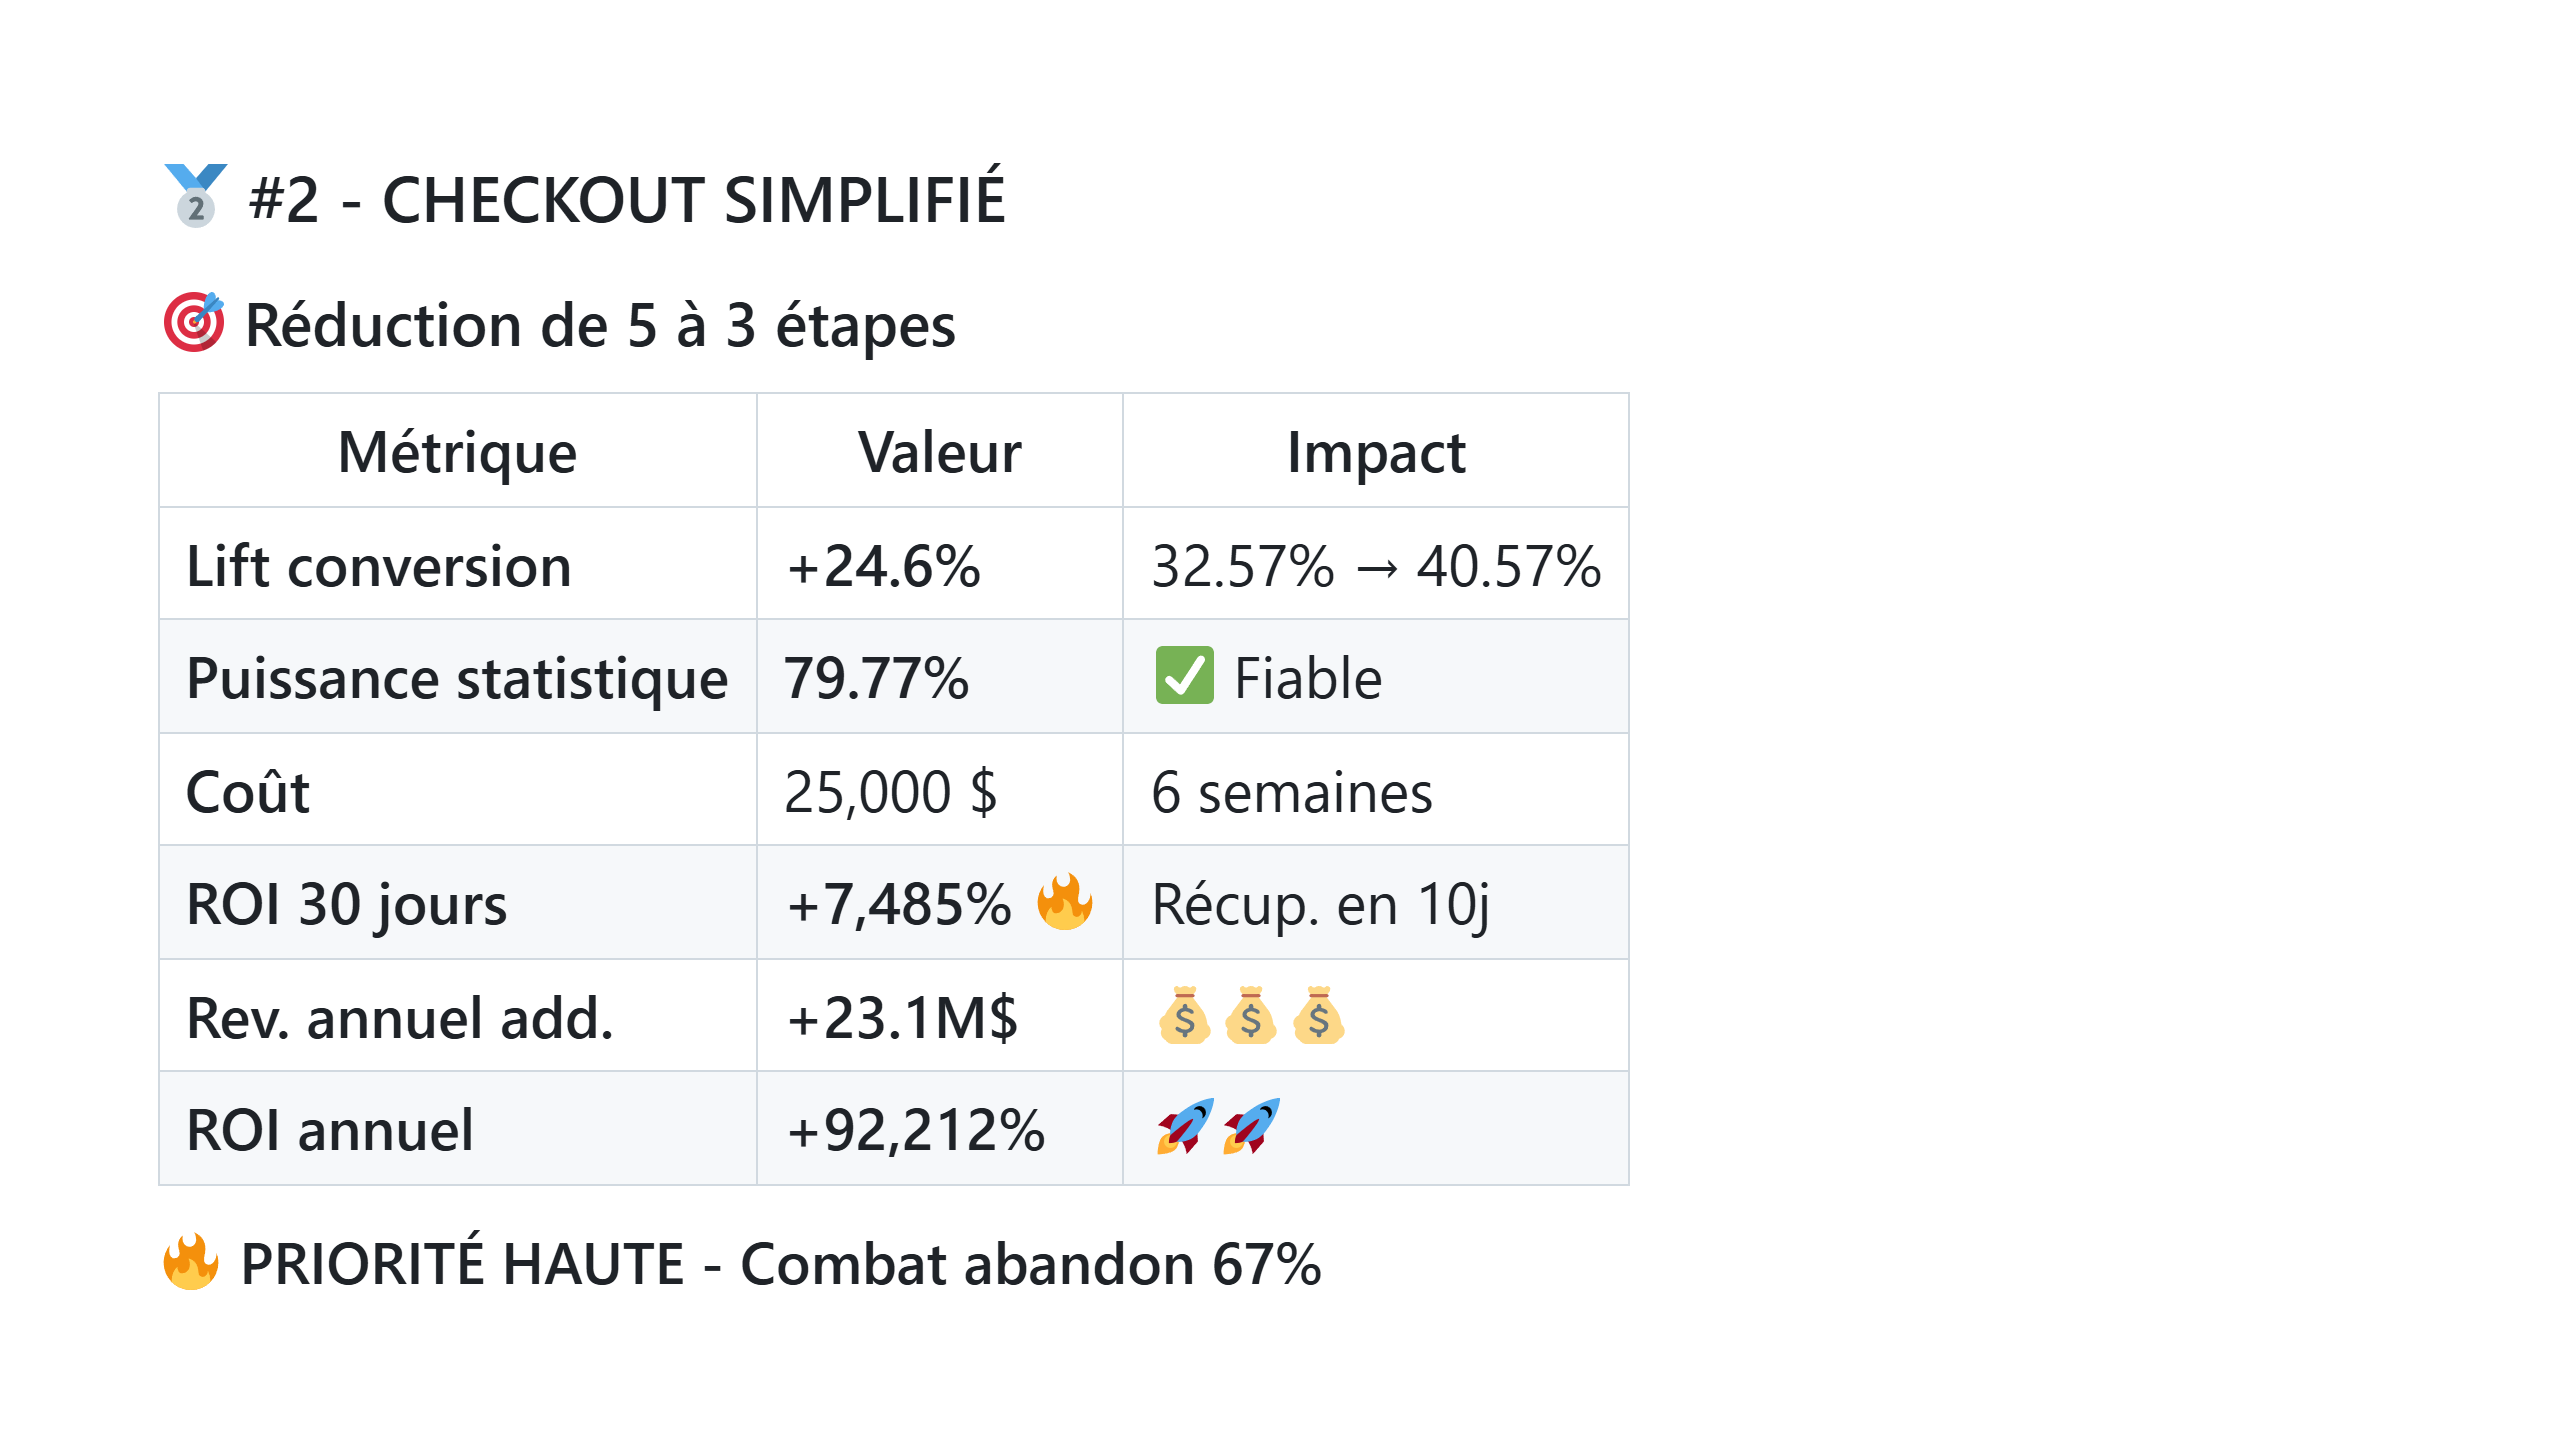 🥈 #2 - CHECKOUT SIMPLIFIÉ
🎯 Réduction de 5 à 3 étapes
Métrique Valeur Impact
Lift conversion +24.6% 32.57% → 40.57%
Puissance statistique 79.77% ✅ Fiable
Coût 25,000 $ 6 semaines
ROI 30 jours +7,485% 🔥 Récup. en 10j
Rev. annuel add. +23.1M$ 💰💰💰
ROI annuel +92,212% 🚀🚀
🔥 PRIORITÉ HAUTE - Combat abandon 67%